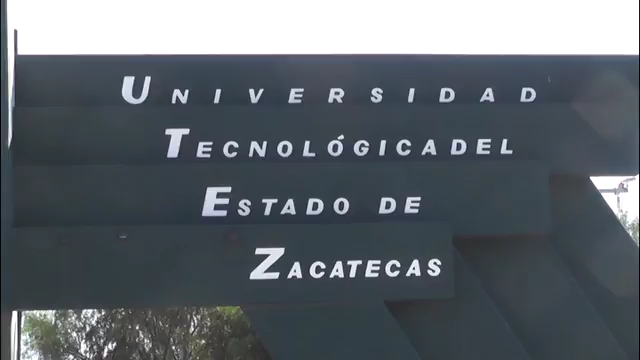 UNIVERSIDAD
TECNOLÓGICA DEL
ESTADO DE
ZACATECAS